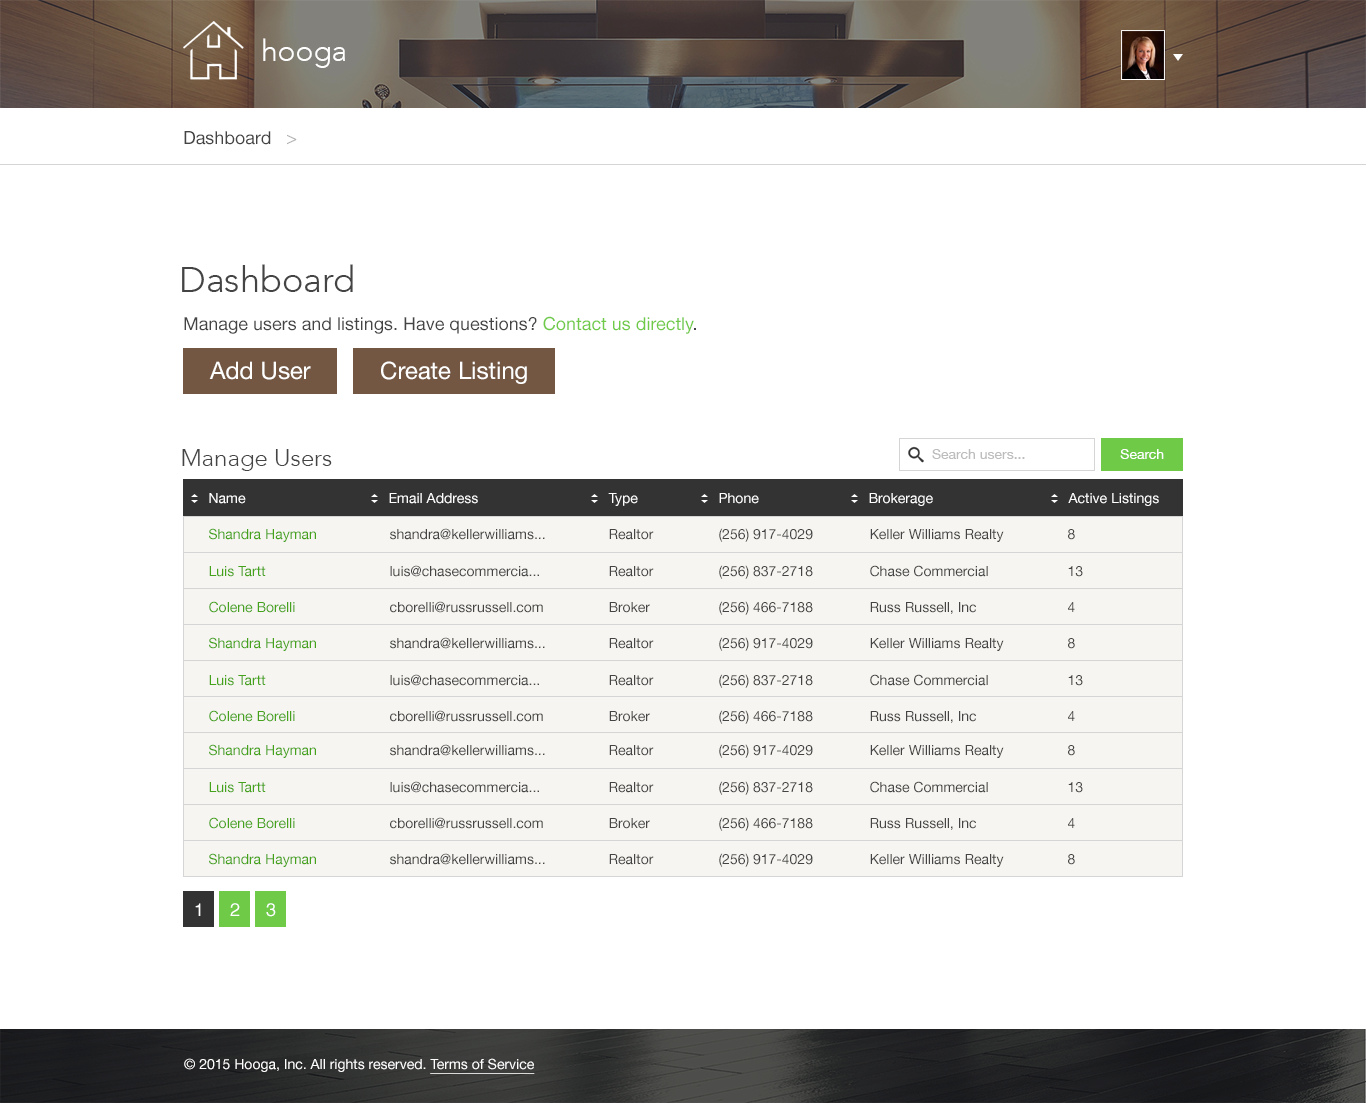 hooga
Dashboard >
Dashboard
Manage users and listings. Have questions? Contact us directly.
Add User Create Listing
Manage Users Search users... Search
Name Email Address Type Phone Brokerage Active Listings
Shandra Hayman shandra@kellerwilliams... Realtor (256) 917-4029 Keller Williams Realty 8
Luis Tartt luis@chasecommercia... Realtor (256) 837-2718 Chase Commercial 13
Colene Borelli cborelli@russrussell.com Broker (256) 466-7188 Russ Russell, Inc 4
Shandra Hayman shandra@kellerwilliams... Realtor (256) 917-4029 Keller Williams Realty 8
Luis Tartt luis@chasecommercia... Realtor (256) 837-2718 Chase Commercial 13
Colene Borelli cborelli@russrussell.com Broker (256) 466-7188 Russ Russell, Inc 4
Shandra Hayman shandra@kellerwilliams... Realtor (256) 917-4029 Keller Williams Realty 8
Luis Tartt luis@chasecommercia... Realtor (256) 837-2718 Chase Commercial 13
Colene Borelli cborelli@russrussell.com Broker (256) 466-7188 Russ Russell, Inc 4
Shandra Hayman shandra@kellerwilliams... Realtor (256) 917-4029 Keller Williams Realty 8
1 2 3
© 2015 Hooga, Inc. All rights reserved. Terms of Service